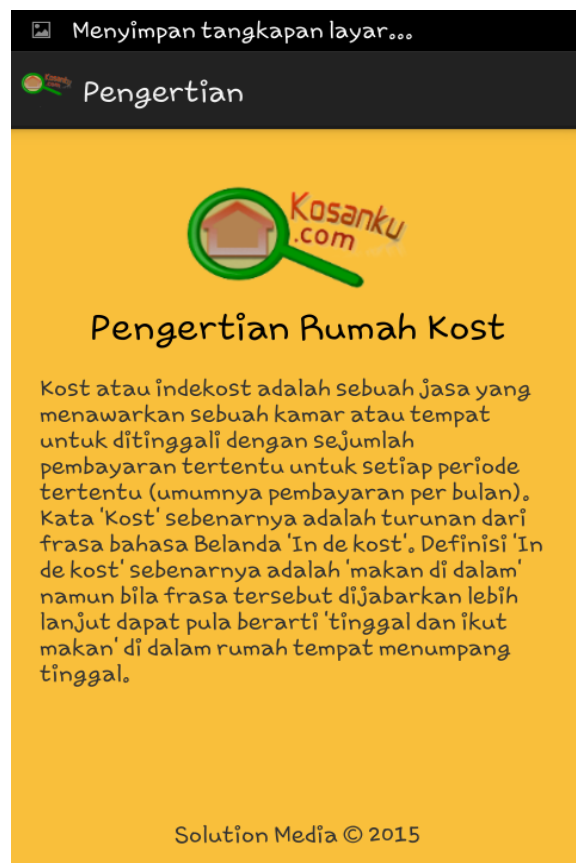 Menyimpan tangkapan layar...
Kosanku
.com
Pengertian
Kosanku
.com
Pengertian Rumah Kost
Kost atau indekost adalah sebuah jasa yang
menawarkan sebuah kamar atau tempat
untuk ditinggali dengan sejumlah
pembayaran tertentu untuk setiap periode
tertentu (umumnya pembayaran per bulan).
Kata 'Kost' sebenarnya adalah turunan dari
frasa bahasa Belanda 'In de kost'. Definisi 'In
de kost' sebenarnya adalah 'makan di dalam'
namun bila frasa tersebut dijabarkan lebih
lanjut dapat pula berarti 'tinggal dan ikut
makan' di dalam rumah tempat menumpang
tinggal.
Solution Media © 2015